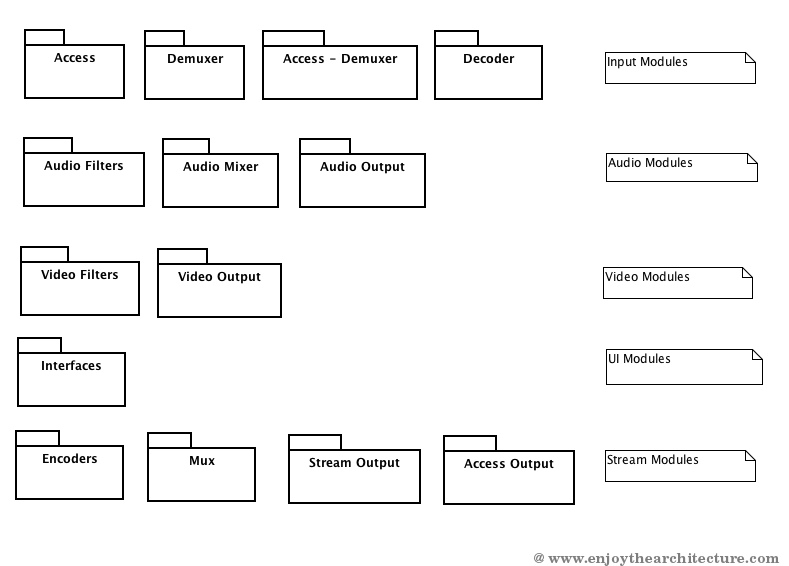 Access Demuxer Access - Demuxer Decoder Input Modules
Audio Filters Audio Mixer Audio Output Audio Modules
Video Filters Video Output Video Modules
Interfaces UI Modules
Encoders Mux Stream Output Access Output Stream Modules
@ www.enjoythearchitecture.com